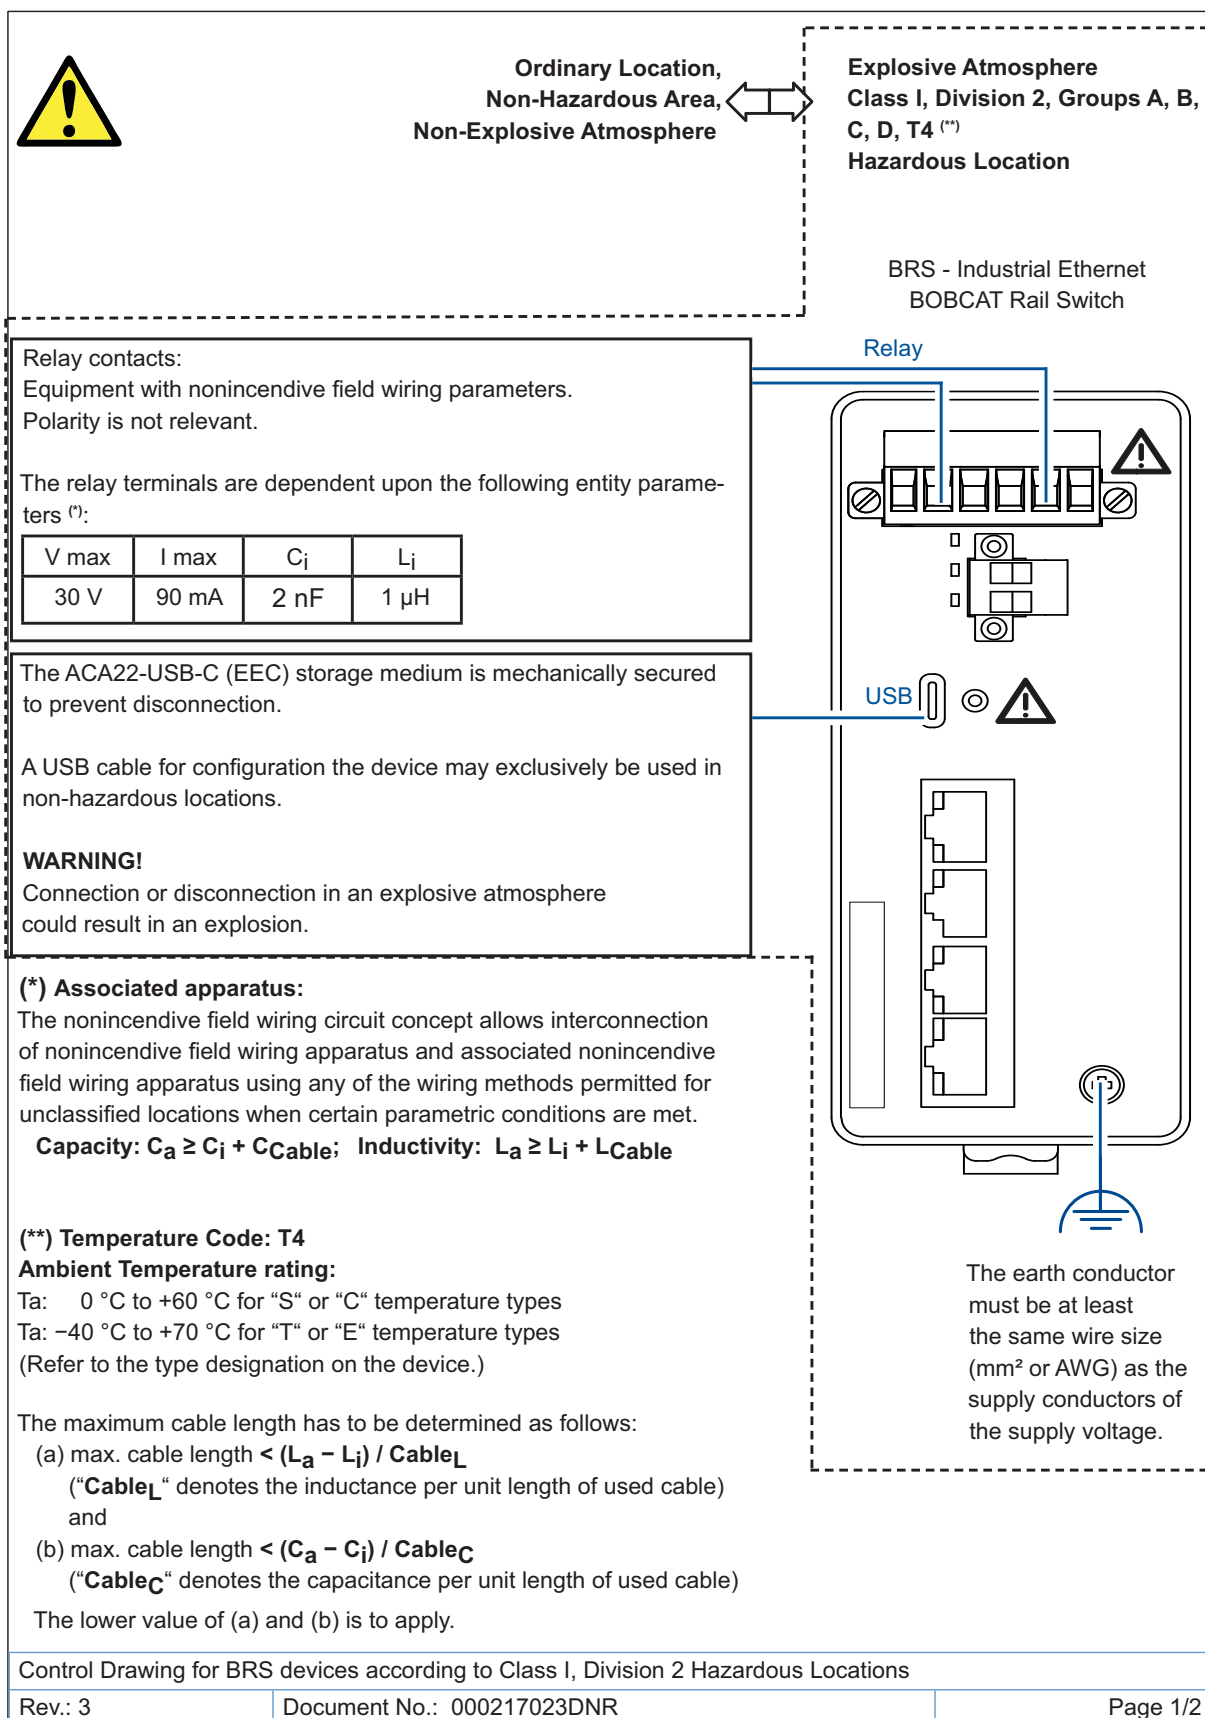 Ordinary Location,
Non-Hazardous Area,
Non-Explosive Atmosphere
Explosive Atmosphere
Class I, Division 2, Groups A, B,
C, D, T4 (**)
Hazardous Location
BRS - Industrial Ethernet
BOBCAT Rail Switch
Relay contacts:
Equipment with nonincendive field wiring parameters.
Polarity is not relevant.
The relay terminals are dependent upon the following entity parame-
ters (*):
V max I max Ci Li
30 V 90 mA 2 nF 1 µH
Relay
The ACA22-USB-C (EEC) storage medium is mechanically secured
to prevent disconnection.
A USB cable for configuration the device may exclusively be used in
non-hazardous locations.
WARNING!
Connection or disconnection in an explosive atmosphere
could result in an explosion.
USB
(*) Associated apparatus:
The nonincendive field wiring circuit concept allows interconnection
of nonincendive field wiring apparatus and associated nonincendive
field wiring apparatus using any of the wiring methods permitted for
unclassified locations when certain parametric conditions are met.
Capacity: Ca ≥ Ci + CCable; Inductivity: La ≥ Li + LCable
(**) Temperature Code: T4
Ambient Temperature rating:
Ta: 0 °C to +60 °C for “S“ or “C“ temperature types
Ta: −40 °C to +70 °C for “T“ or “E“ temperature types
(Refer to the type designation on the device.)
The maximum cable length has to be determined as follows:
(a) max. cable length < (La − Li) / CableL
(“CableL“ denotes the inductance per unit length of used cable)
and
(b) max. cable length < (Ca − Ci) / CableC
(“CableC“ denotes the capacitance per unit length of used cable)
The lower value of (a) and (b) is to apply.
The earth conductor
must be at least
the same wire size
(mm² or AWG) as the
supply conductors of
the supply voltage.
Control Drawing for BRS devices according to Class I, Division 2 Hazardous Locations
Rev.: 3 Document No.: 000217023DNR Page 1/2